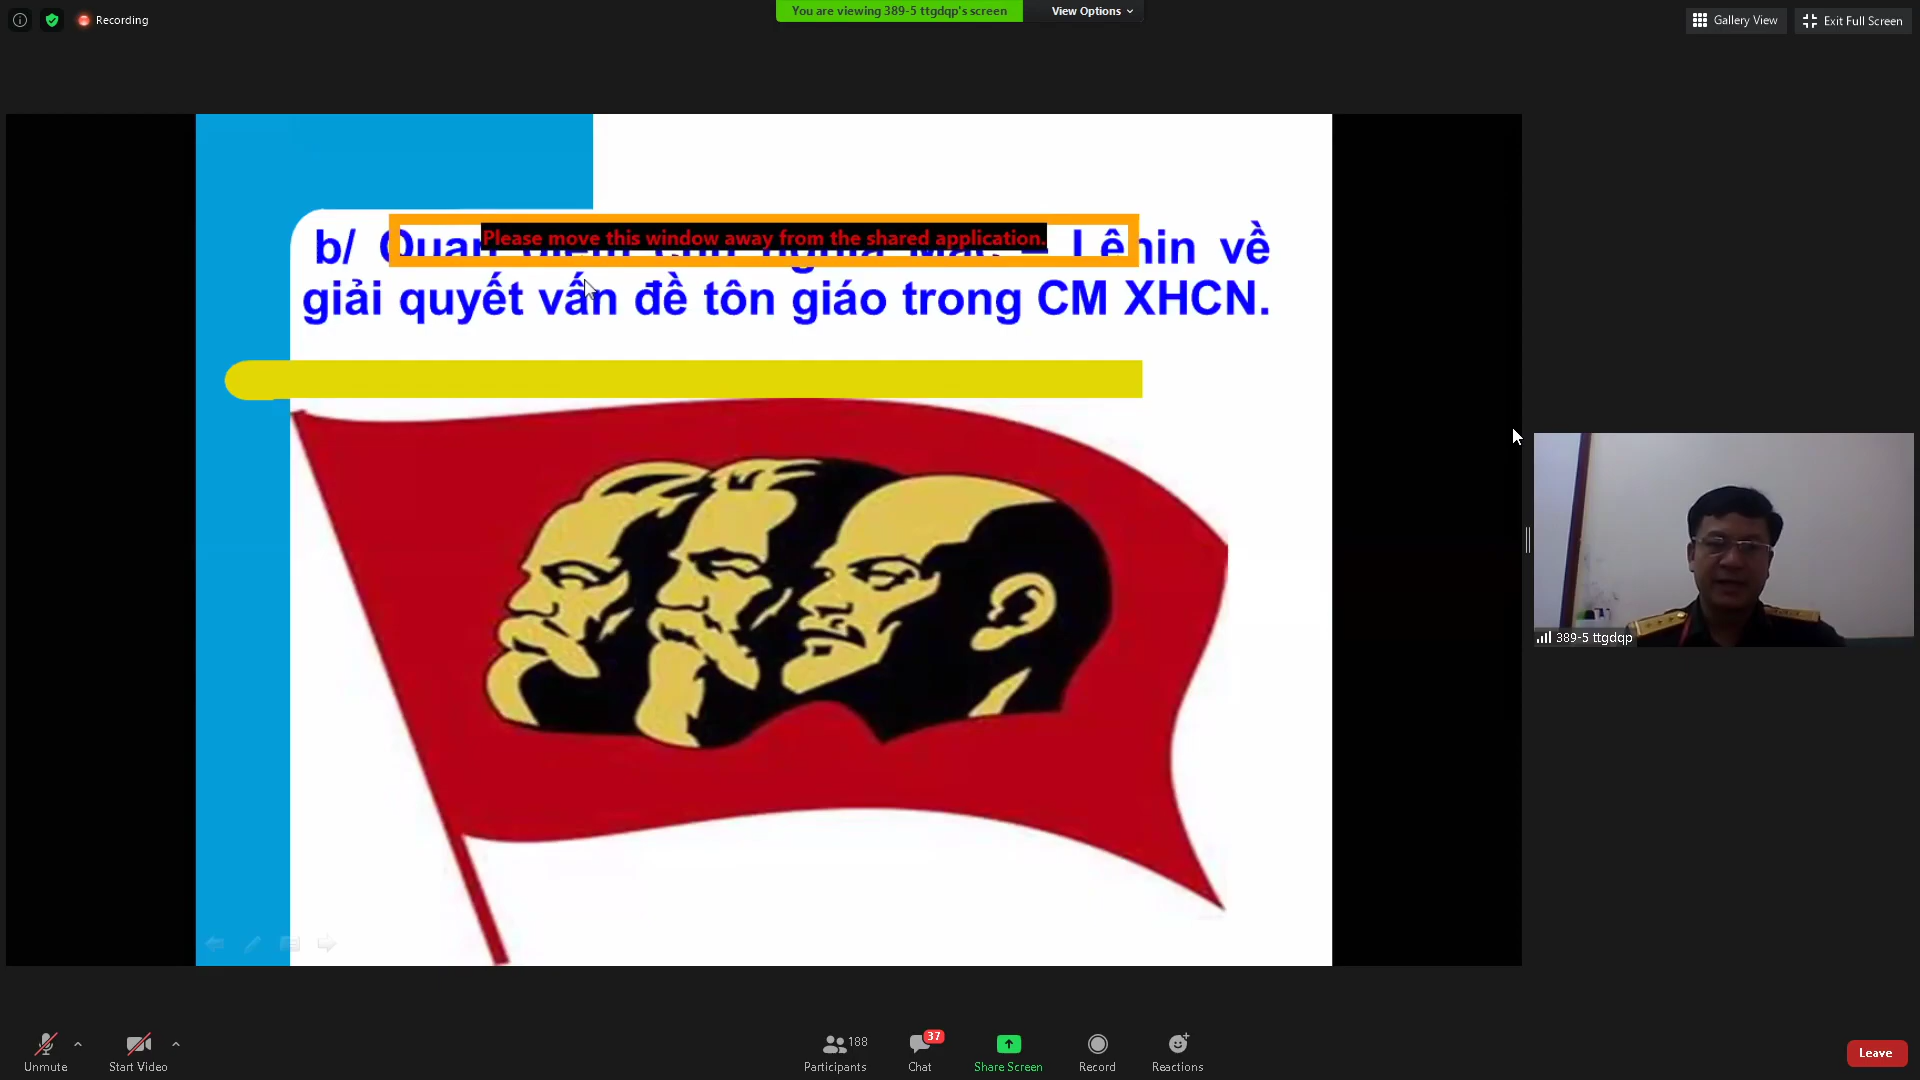 Recording
You are viewing 389-5 ttgdqp's screen
View Options
Gallery View
Exit Full Screen
Please move this window away from the shared application.
b/ Lênin về
giải quyết vấn đề tôn giáo trong CM XHCN.
389-5 ttgdqp
Unmute
Start Video
188
Participants
37
Chat
Share Screen
Record
Reactions
Leave